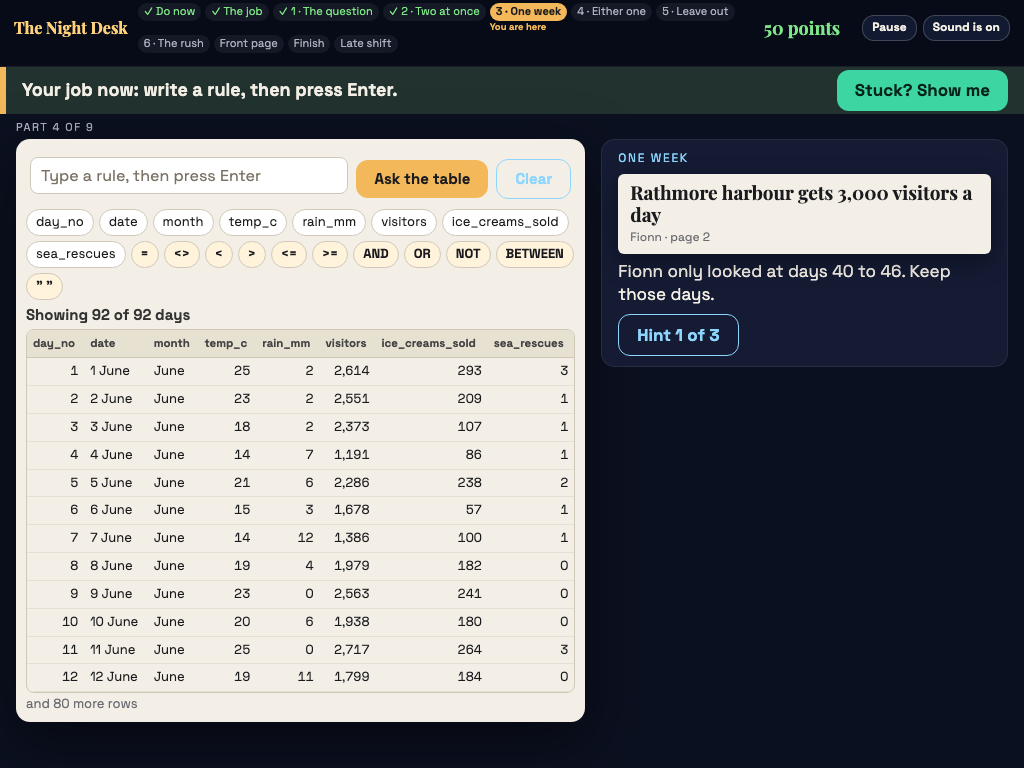 The Night Desk
✓ Do now
✓ The job
✓ 1 · The question
✓ 2 · Two at once
3 · One week
You are here
4 · Either one
5 · Leave out
6 · The rush
Front page
Finish
Late shift
50 points
Pause
Sound is on
Your job now: write a rule, then press Enter.
Stuck? Show me
PART 4 OF 9
Type a rule, then press Enter
Ask the table
Clear
day_no date month temp_c rain_mm visitors ice_creams_sold
sea_rescues = <> < > <= >= AND OR NOT BETWEEN
" "
Showing 92 of 92 days
day_no date month temp_c rain_mm visitors ice_creams_sold sea_rescues
1 1 June June 25 2 2,614 293 3
2 2 June June 23 2 2,551 209 1
3 3 June June 18 2 2,373 107 1
4 4 June June 14 7 1,191 86 1
5 5 June June 21 6 2,286 238 2
6 6 June June 15 3 1,678 57 1
7 7 June June 14 12 1,386 100 1
8 8 June June 19 4 1,979 182 0
9 9 June June 23 0 2,563 241 0
10 10 June June 20 6 1,938 180 0
11 11 June June 25 0 2,717 264 3
12 12 June June 19 11 1,799 184 0
and 80 more rows
ONE WEEK
Rathmore harbour gets 3,000 visitors a
day
Fionn · page 2
Fionn only looked at days 40 to 46. Keep
those days.
Hint 1 of 3